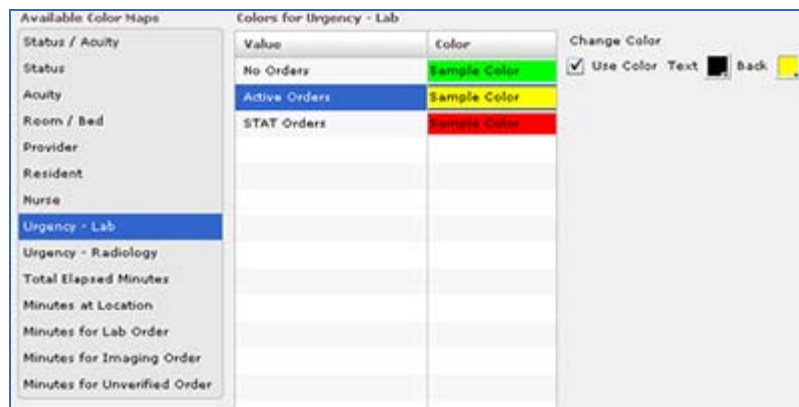 Available Color Maps
Status / Acuity
Status
Acuity
Room / Bed
Provider
Resident
Nurse
Urgency - Lab
Urgency - Radiology
Total Elapsed Minutes
Minutes at Location
Minutes for Lab Order
Minutes for Imaging Order
Minutes for Unverified Order
Colors for Urgency - Lab
Value Color
No Orders Sample Color
Active Orders Sample Color
STAT Orders Sample Color
Change Color
Use Color Text Back